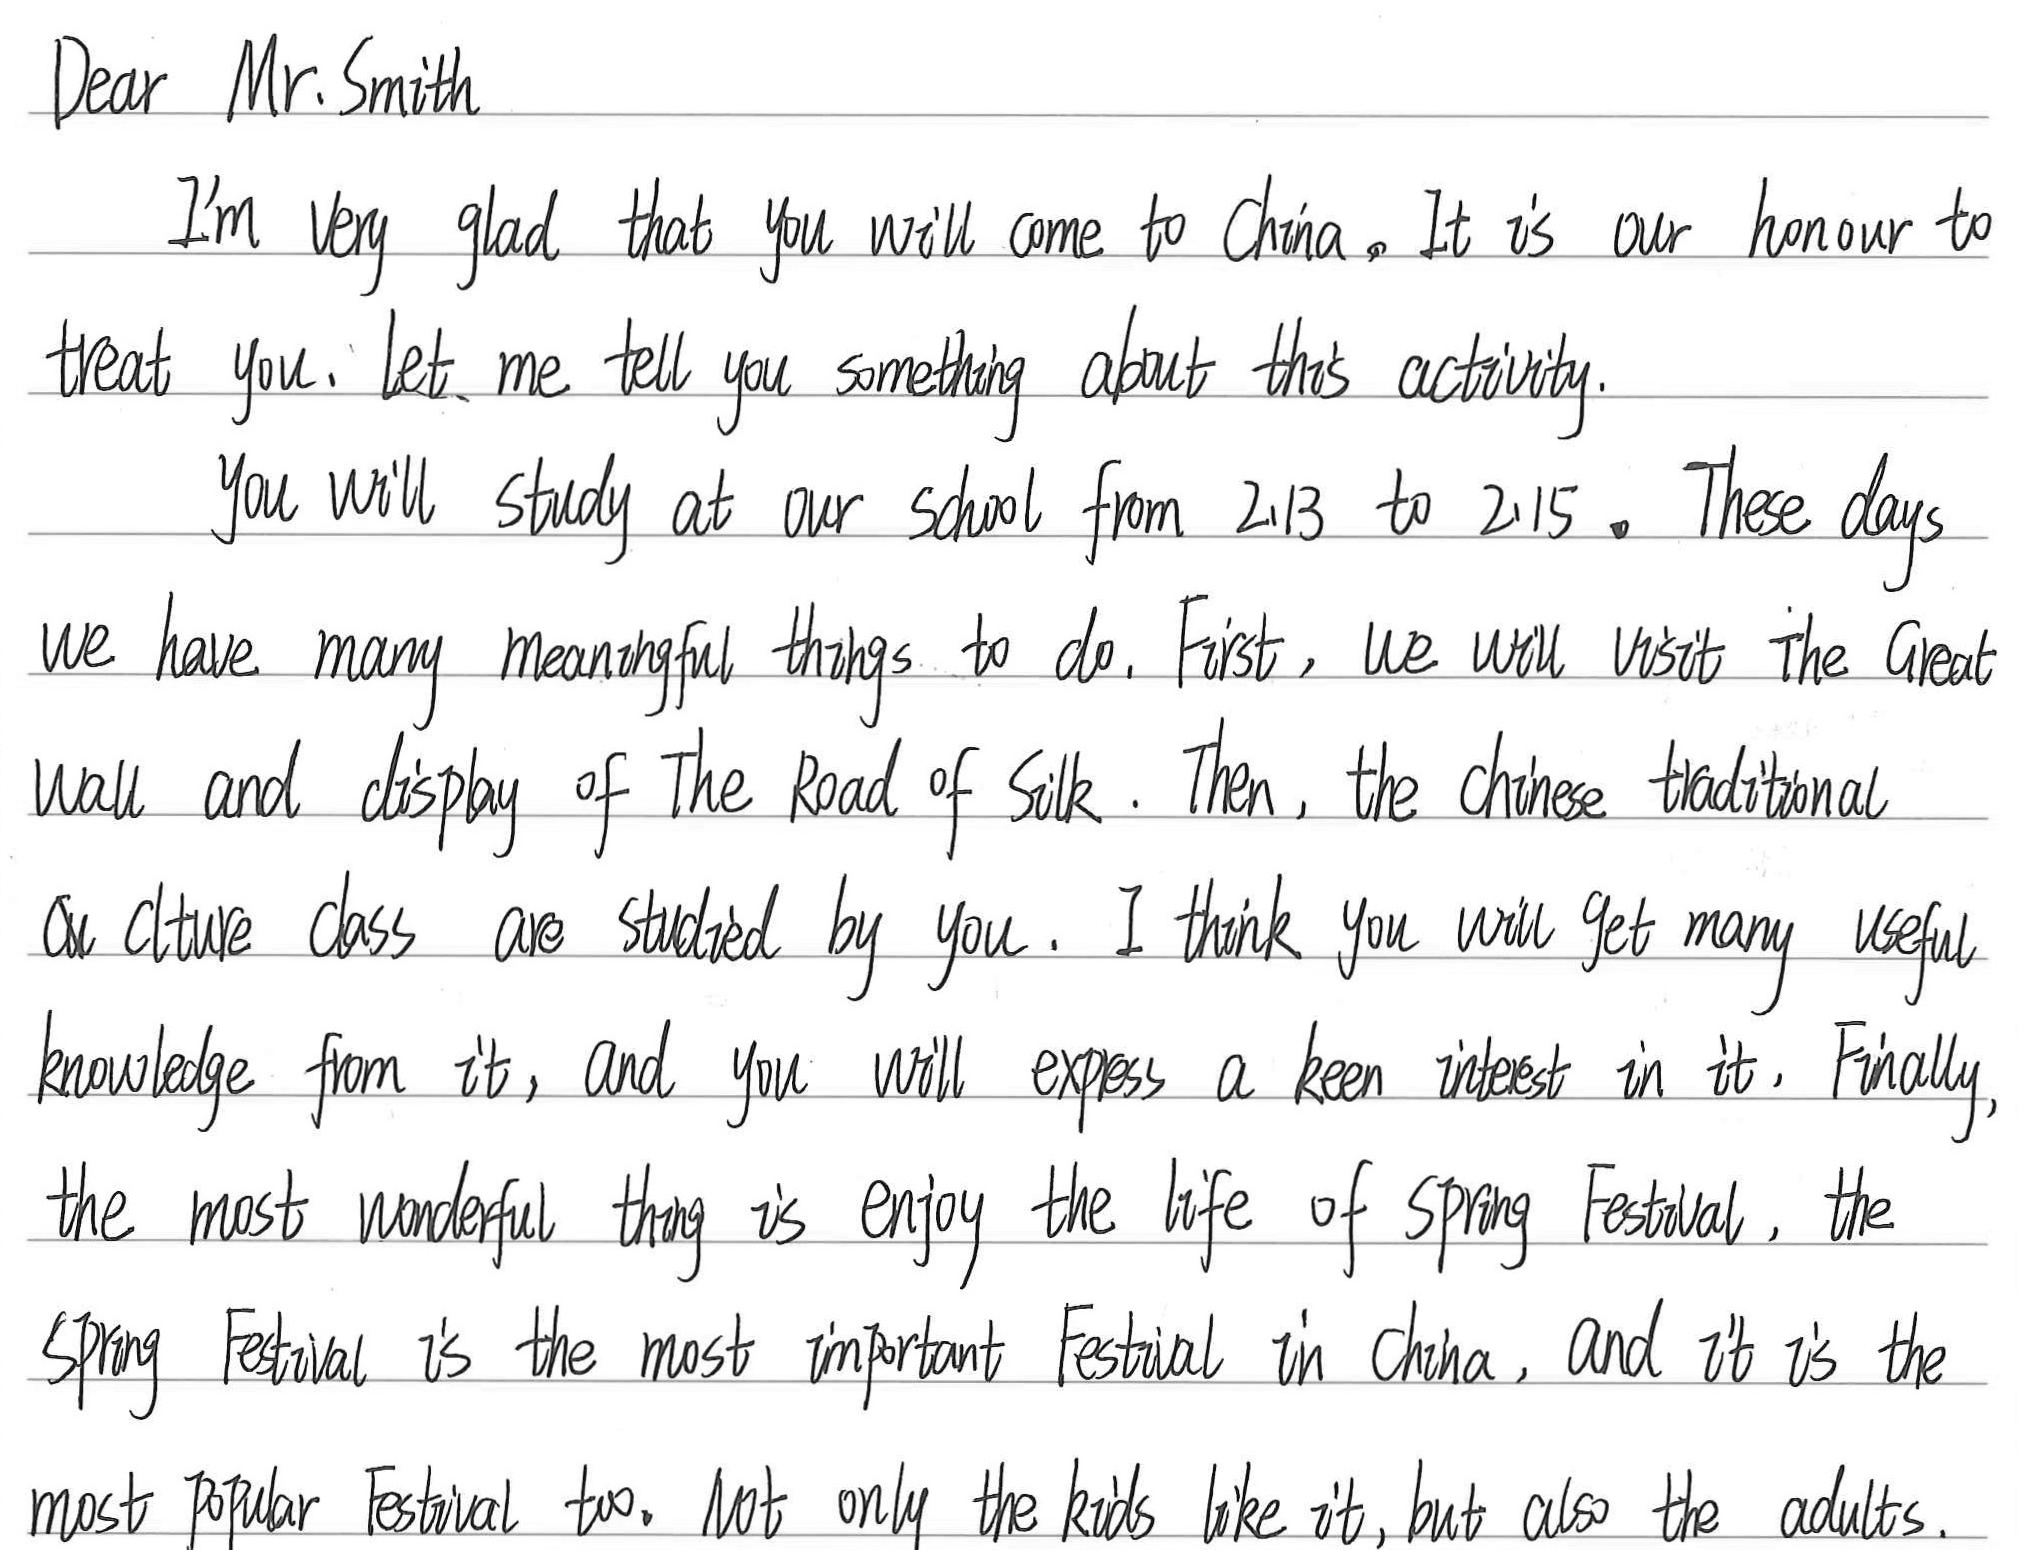 Dear Mr. Smith
I'm very glad that you will come to China. It is our honour to
treat you. Let me tell you something about this activity.
You will study at our school from 2.13 to 2.15. These days
we have many meaningful things to do. First, we will visit The Great
Wall and display of The Road of Silk. Then, the chinese traditional
clture class are studied by you. I think you will get many useful
knowledge from it, and you will express a keen interest in it. Finally,
the most wonderful thing is enjoy the life of Spring Festival, the
Spring Festival is the most important Festival in China, and it is the
most popular Festival too. Not only the kids like it, but also the adults.